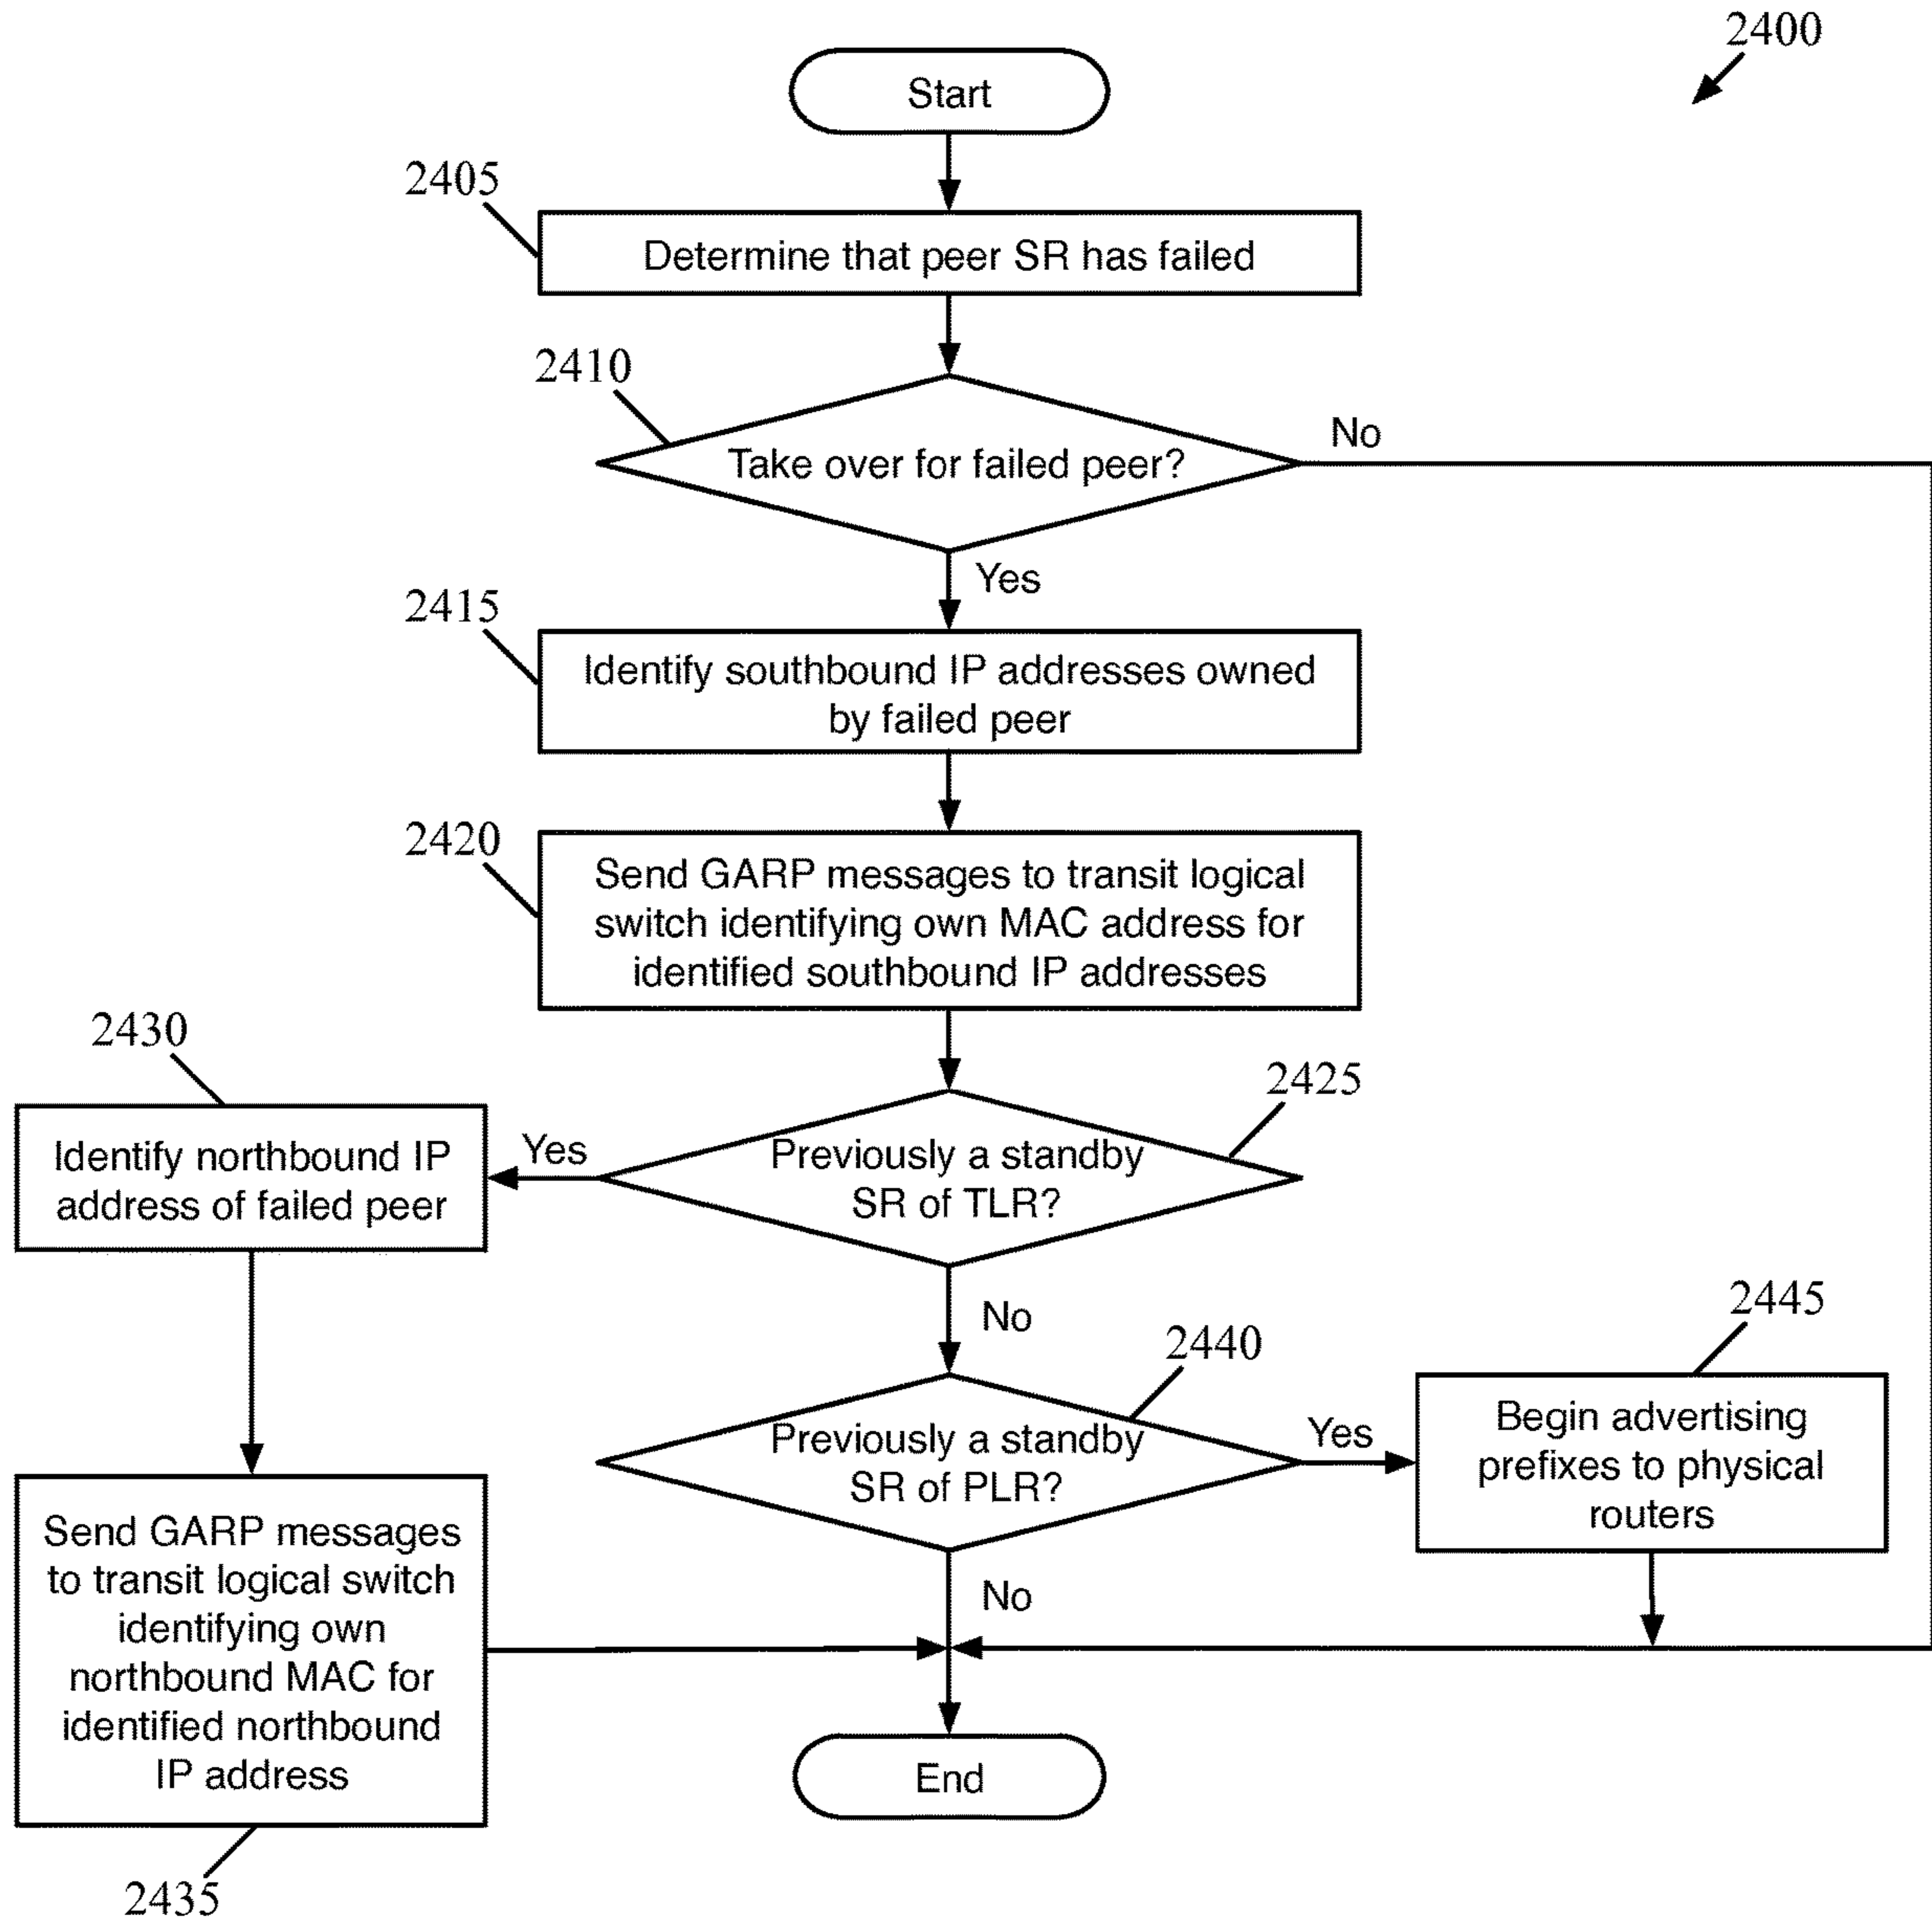 2400
Start
2405
Determine that peer SR has failed
2410
Take over for failed peer?
No
Yes
2415
Identify southbound IP addresses owned
by failed peer
2420
Send GARP messages to transit logical
switch identifying own MAC address for
identified southbound IP addresses
2425
Previously a standby
SR of TLR?
Yes
2430
Identify northbound IP
address of failed peer
No
2435
Send GARP messages
to transit logical switch
identifying own
northbound MAC for
identified northbound
IP address
2440
Previously a standby
SR of PLR?
Yes
2445
Begin advertising
prefixes to physical
routers
No
End